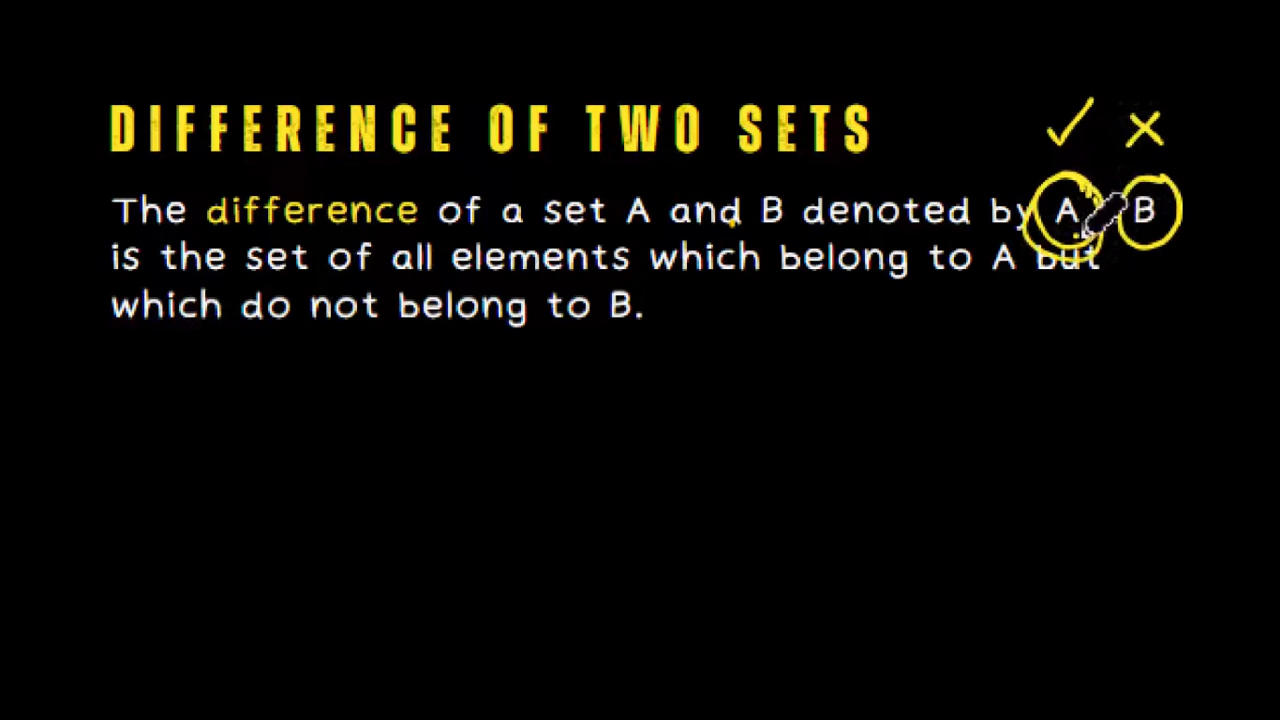 DIFFERENCE OF TWO SETS
The difference of a set A and B denoted by A B
is the set of all elements which belong to A but
which do not belong to B.